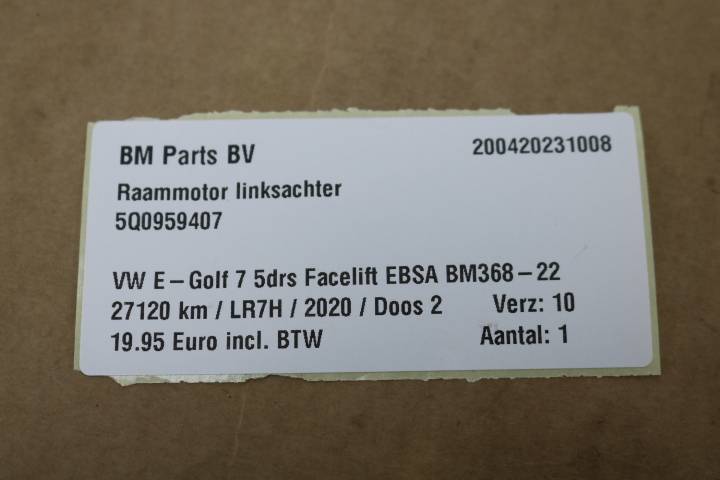 BM Parts BV 200420231008
Raammotor linksachter
5Q0959407
VW E-Golf 7 5drs Facelift EBSA BM368-22
27120 km / LR7H / 2020 / Doos 2 Verz: 10
19.95 Euro incl. BTW Aantal: 1